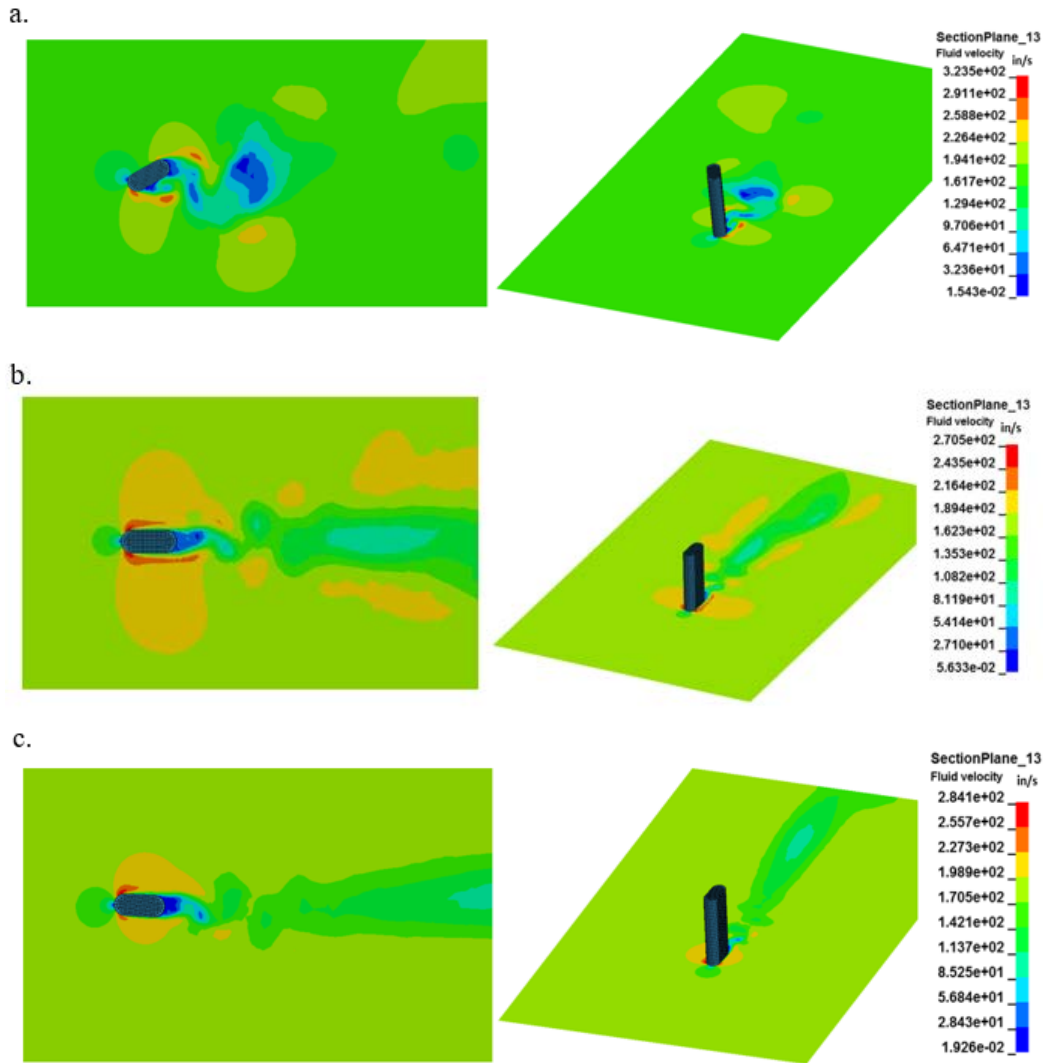 a.
SectionPlane_13
Fluid velocity in/s
3.235e+02
2.911e+02
2.588e+02
2.264e+02
1.941e+02
1.617e+02
1.294e+02
9.706e+01
6.471e+01
3.236e+01
1.543e-02
b.
SectionPlane_13
Fluid velocity in/s
2.705e+02
2.435e+02
2.164e+02
1.894e+02
1.623e+02
1.353e+02
1.082e+02
8.119e+01
5.414e+01
2.710e+01
5.633e-02
c.
SectionPlane_13
Fluid velocity in/s
2.841e+02
2.557e+02
2.273e+02
1.989e+02
1.705e+02
1.421e+02
1.137e+02
8.525e+01
5.684e+01
2.843e+01
1.926e-02